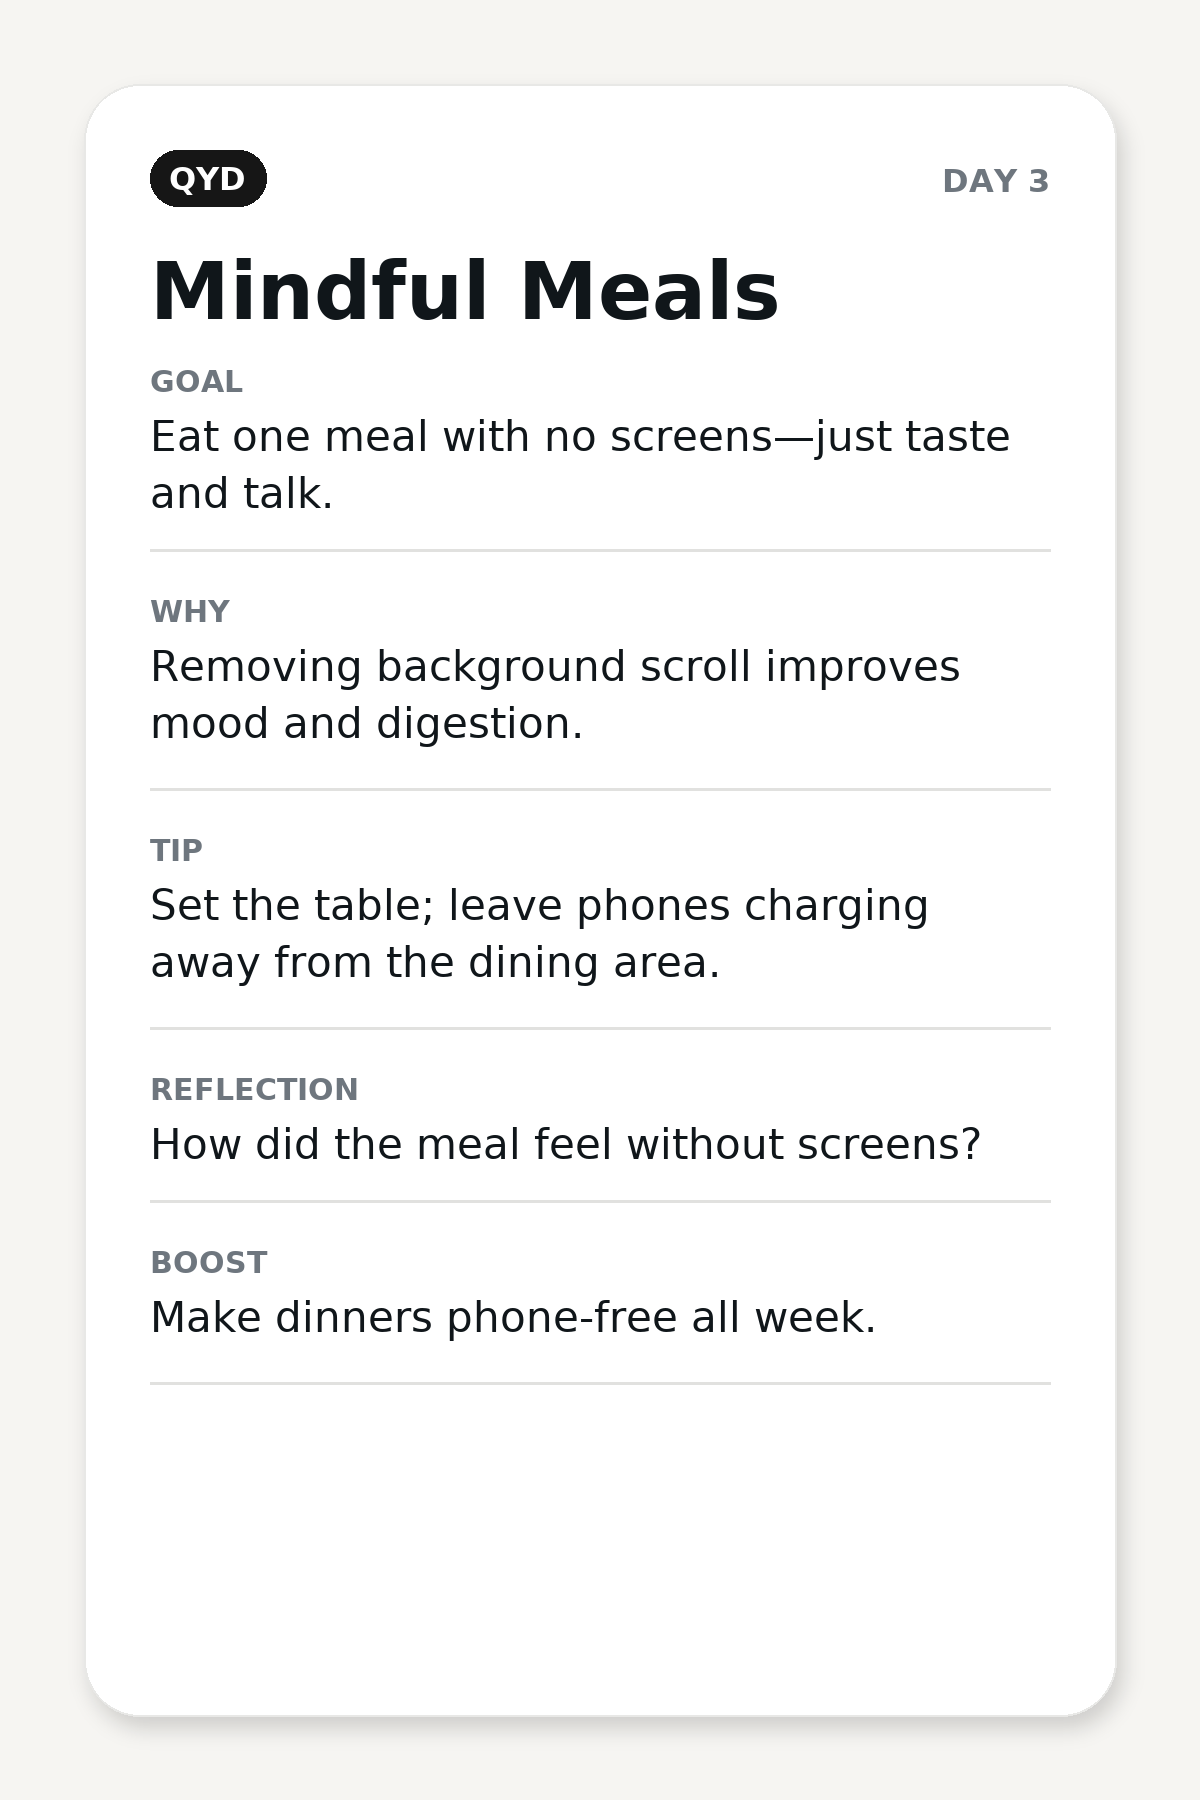 QYD
DAY 3
Mindful Meals
GOAL
Eat one meal with no screens—just taste
and talk.
WHY
Removing background scroll improves
mood and digestion.
TIP
Set the table; leave phones charging
away from the dining area.
REFLECTION
How did the meal feel without screens?
BOOST
Make dinners phone-free all week.